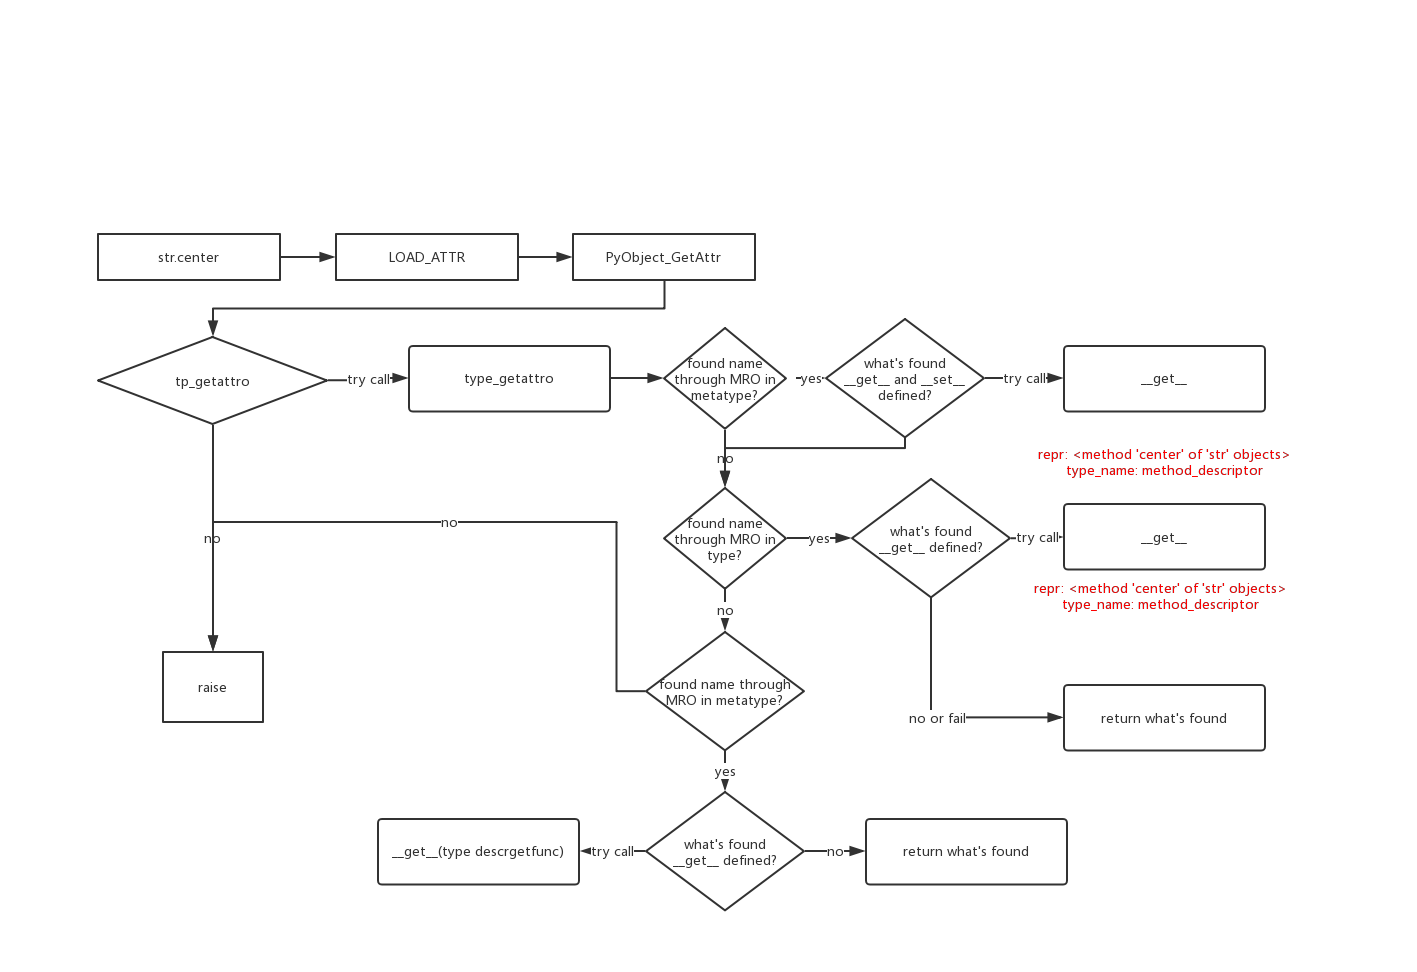 str.center
LOAD_ATTR
PyObject_GetAttr
tp_getattro
try call
type_getattro
found name
through MRO in
metatype?
yes
what's found
__get__ and __set__
defined?
try call
__get__
no
repr: <method 'center' of 'str' objects>
type_name: method_descriptor
no
no
found name
through MRO in
type?
yes
what's found
__get__ defined?
try call
__get__
repr: <method 'center' of 'str' objects>
type_name: method_descriptor
no
raise
found name through
MRO in metatype?
no or fail
return what's found
yes
__get__(type descrgetfunc)
try call
what's found
__get__ defined?
no
return what's found